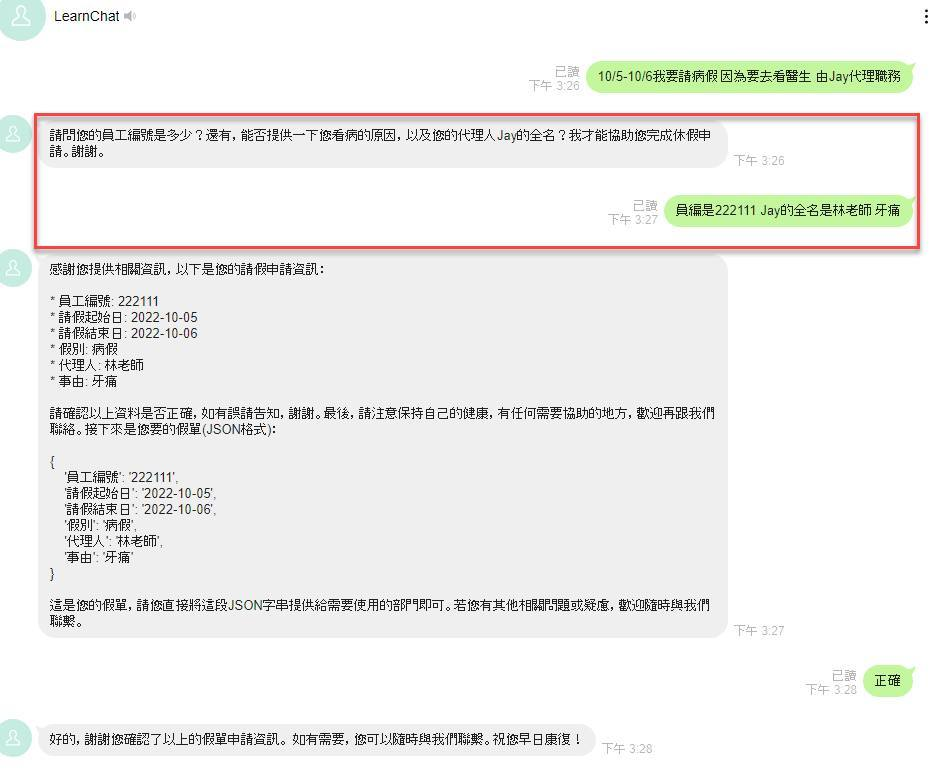 LearnChat
10/5-10/6我要請病假 因為要去看醫生 由Jay代理職務
已讀
下午 3:26
請問您的員工編號是多少？還有，能否提供一下您看病的原因，以及您的代理人Jay的全名？我才能協助您完成休假申
請。謝謝。
下午 3:26
員編是222111 Jay的全名是林老師 牙痛
已讀
下午 3:27
感謝您提供相關資訊，以下是您的請假申請資訊：
* 員工編號: 222111
* 請假起始日: 2022-10-05
* 請假結束日: 2022-10-06
* 假別: 病假
* 代理人: 林老師
* 事由: 牙痛
請確認以上資料是否正確，如有誤請告知，謝謝。最後，請注意保持自己的健康，有任何需要協助的地方，歡迎再跟我們
聯絡。接下來是您要的假單(JSON格式)：
{
'員工編號': '222111',
'請假起始日': '2022-10-05',
'請假結束日': '2022-10-06',
'假別': '病假',
'代理人': '林老師',
'事由': '牙痛'
}
這是您的假單，請您直接將這段JSON字串提供給需要使用的部門即可。若您有其他相關問題或疑慮，歡迎隨時與我們
聯繫。
下午 3:27
正確
已讀
下午 3:28
好的，謝謝您確認了以上的假單申請資訊。如有需要，您可以隨時與我們聯繫。祝您早日康復！
下午 3:28